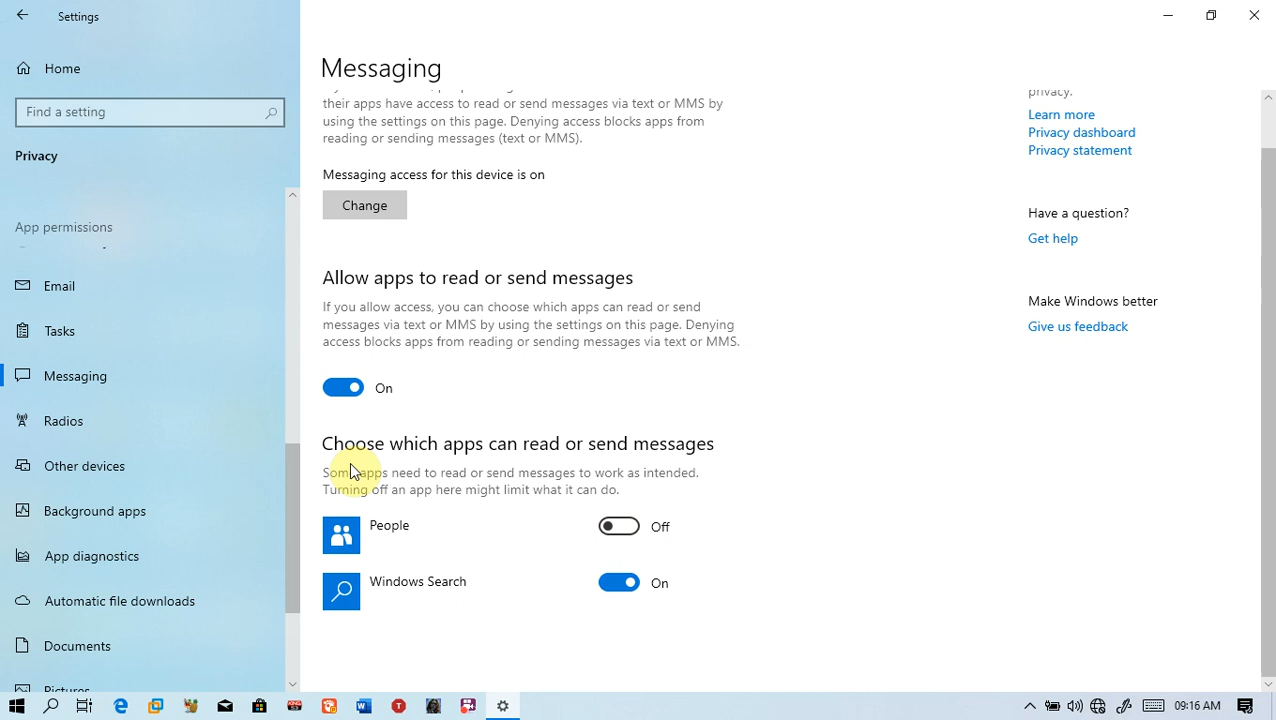 Settings
Home
Find a setting
Privacy
App permissions
Email
Tasks
Messaging
Radios
Other devices
Background apps
App diagnostics
Automatic file downloads
Documents
Pictures
Messaging
their apps have access to read or send messages via text or MMS by
using the settings on this page. Denying access blocks apps from
reading or sending messages (text or MMS).
Messaging access for this device is on
Change
Allow apps to read or send messages
If you allow access, you can choose which apps can read or send
messages via text or MMS by using the settings on this page. Denying
access blocks apps from reading or sending messages via text or MMS.
On
Choose which apps can read or send messages
Some apps need to read or send messages to work as intended.
Turning off an app here might limit what it can do.
People
Off
Windows Search
On
privacy.
Learn more
Privacy dashboard
Privacy statement
Have a question?
Get help
Make Windows better
Give us feedback
09:16 AM